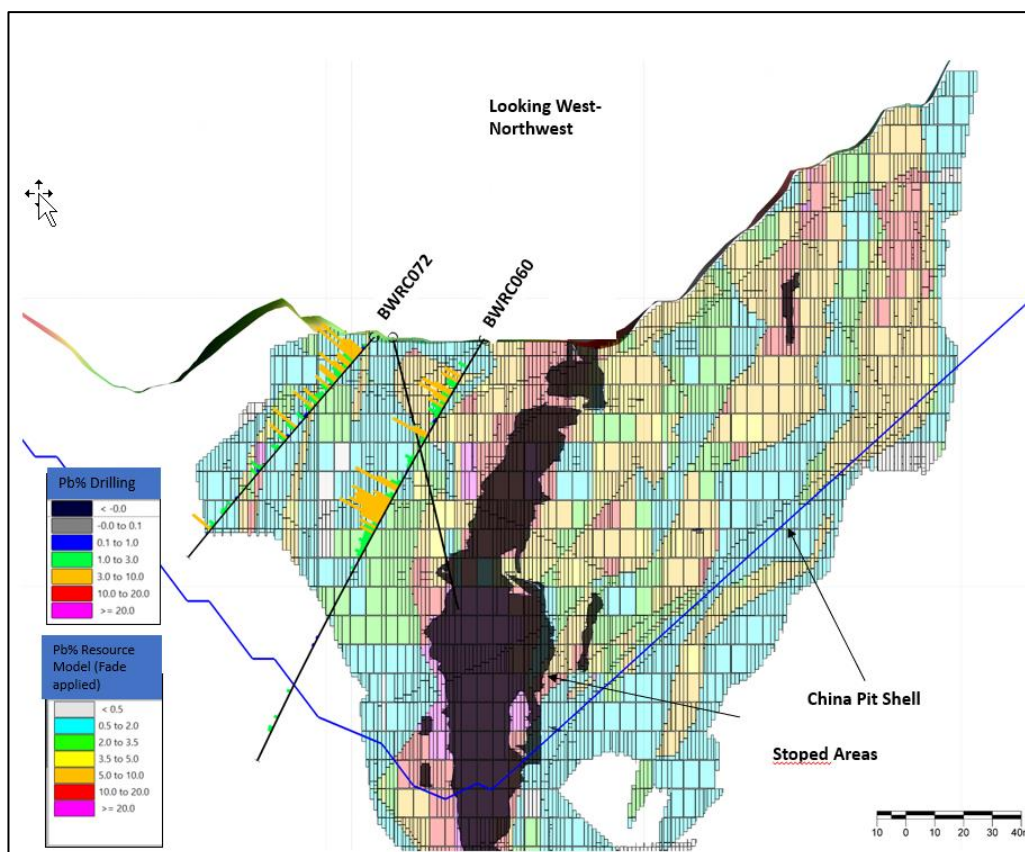 Looking West-
Northwest
BWRC072
BWRC060
Pb% Drilling
< -0.0
-0.0 to 0.1
0.1 to 1.0
1.0 to 3.0
3.0 to 10.0
10.0 to 20.0
>= 20.0
Pb% Resource
Model (Fade
applied)
< 0.5
0.5 to 2.0
2.0 to 3.5
3.5 to 5.0
5.0 to 10.0
10.0 to 20.0
>= 20.0
China Pit Shell
Stoped Areas
10 0 10 20 30 40m